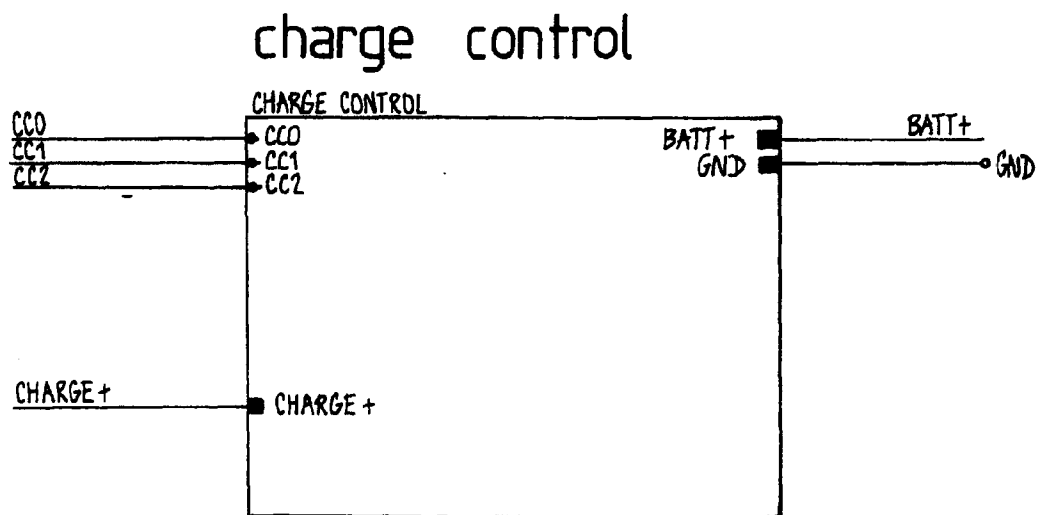 charge control
CHARGE CONTROL
CC0 CC0 BATT+ BATT+
CC1 CC1 GND GND
CC2 CC2
CHARGE+ CHARGE+